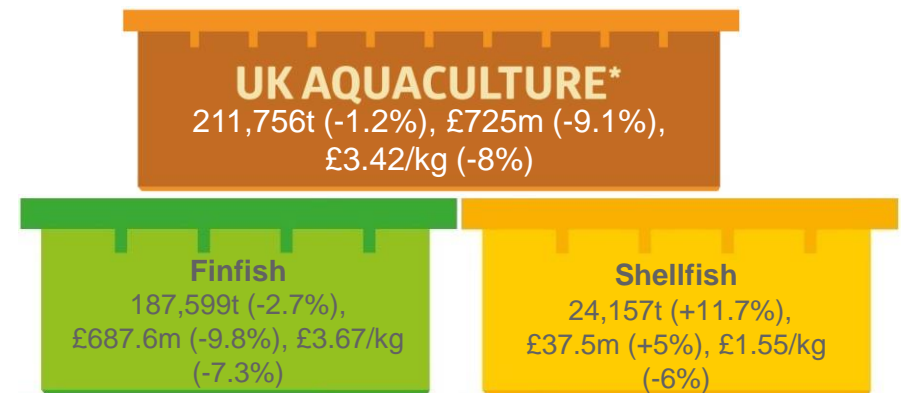 UK AQUACULTURE*
211,756t (-1.2%), £725m (-9.1%),
£3.42/kg (-8%)
Finfish
187,599t (-2.7%),
£687.6m (-9.8%), £3.67/kg
(-7.3%)
Shellfish
24,157t (+11.7%),
£37.5m (+5%), £1.55/kg
(-6%)